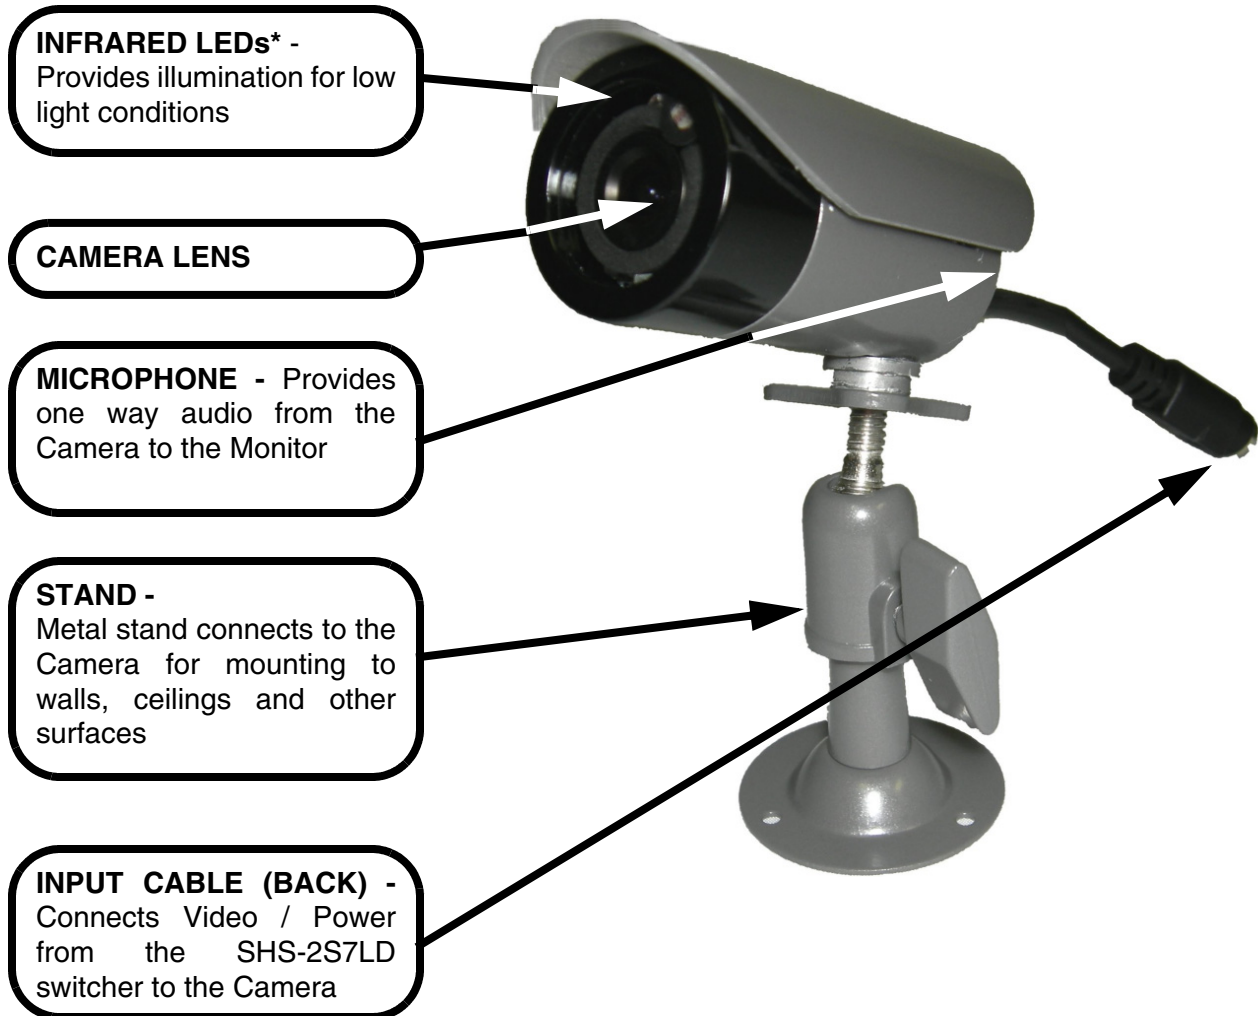 INFRARED LEDs* -
Provides illumination for low
light conditions
CAMERA LENS
MICROPHONE - Provides
one way audio from the
Camera to the Monitor
STAND -
Metal stand connects to the
Camera for mounting to
walls, ceilings and other
surfaces
INPUT CABLE (BACK) -
Connects Video / Power
from the SHS-2S7LD
switcher to the Camera